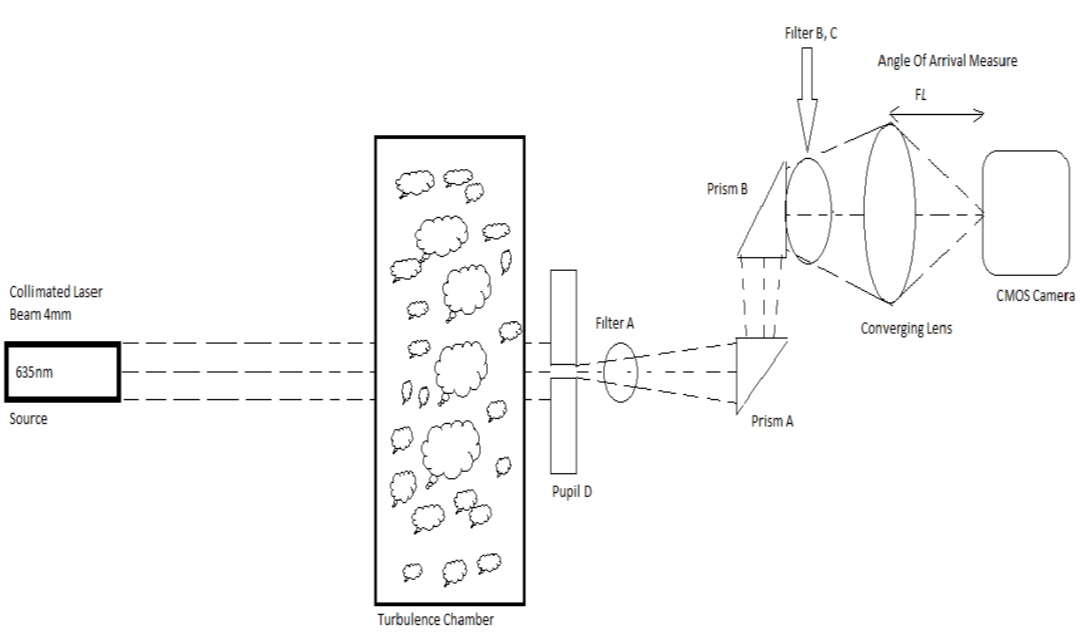 Filter B, C
Angle Of Arrival Measure
FL
Prism B
Collimated Laser
Beam 4mm
Filter A
CMOS Camera
Converging Lens
635nm
Source
Prism A
Pupil D
Turbulence Chamber